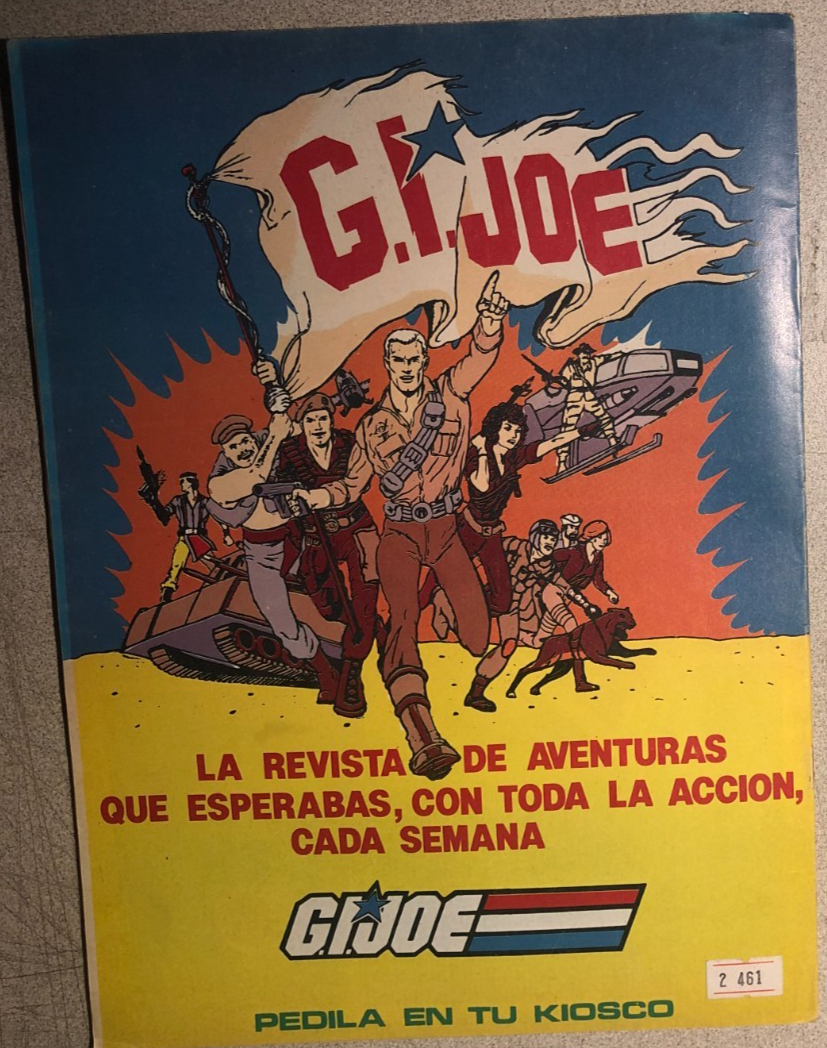 G.I.JOE
LA REVISTA DE AVENTURAS
QUE ESPERABAS, CON TODA LA ACCION,
CADA SEMANA
G.I.JOE
2 461
PEDILA EN TU KIOSCO